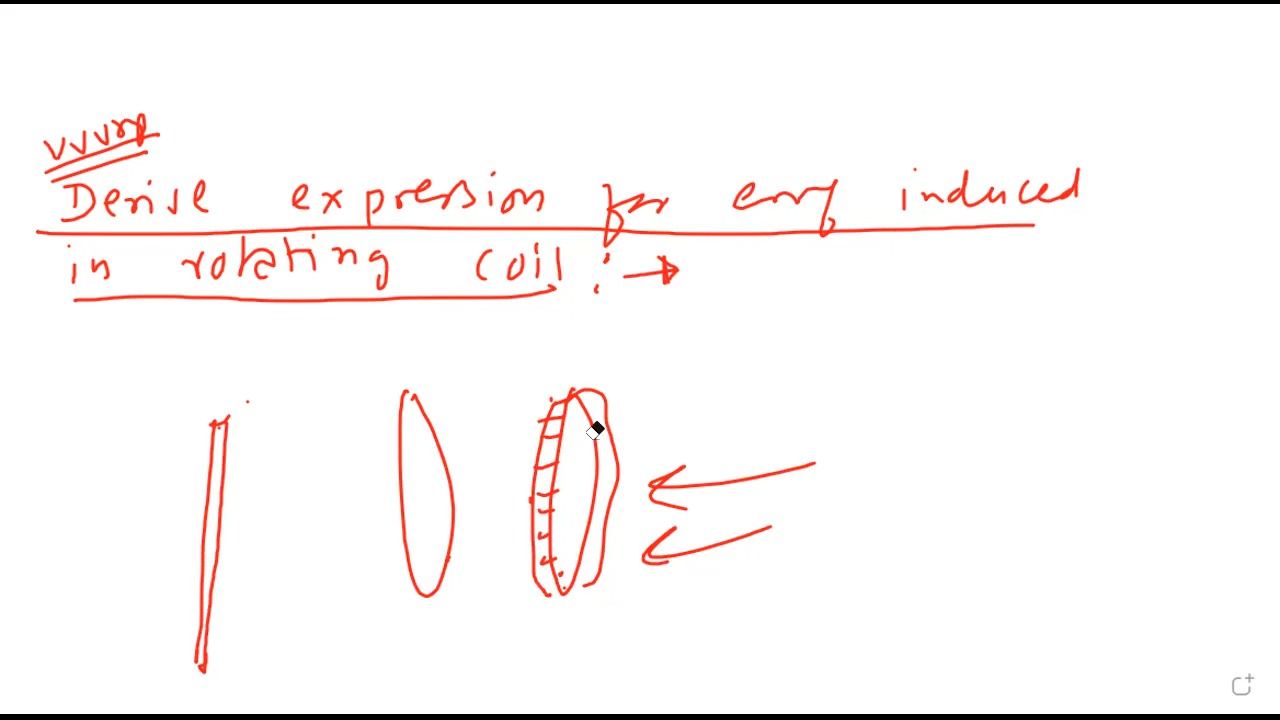 vvvimp
Derive expression for emf induced
in rotating coil :→